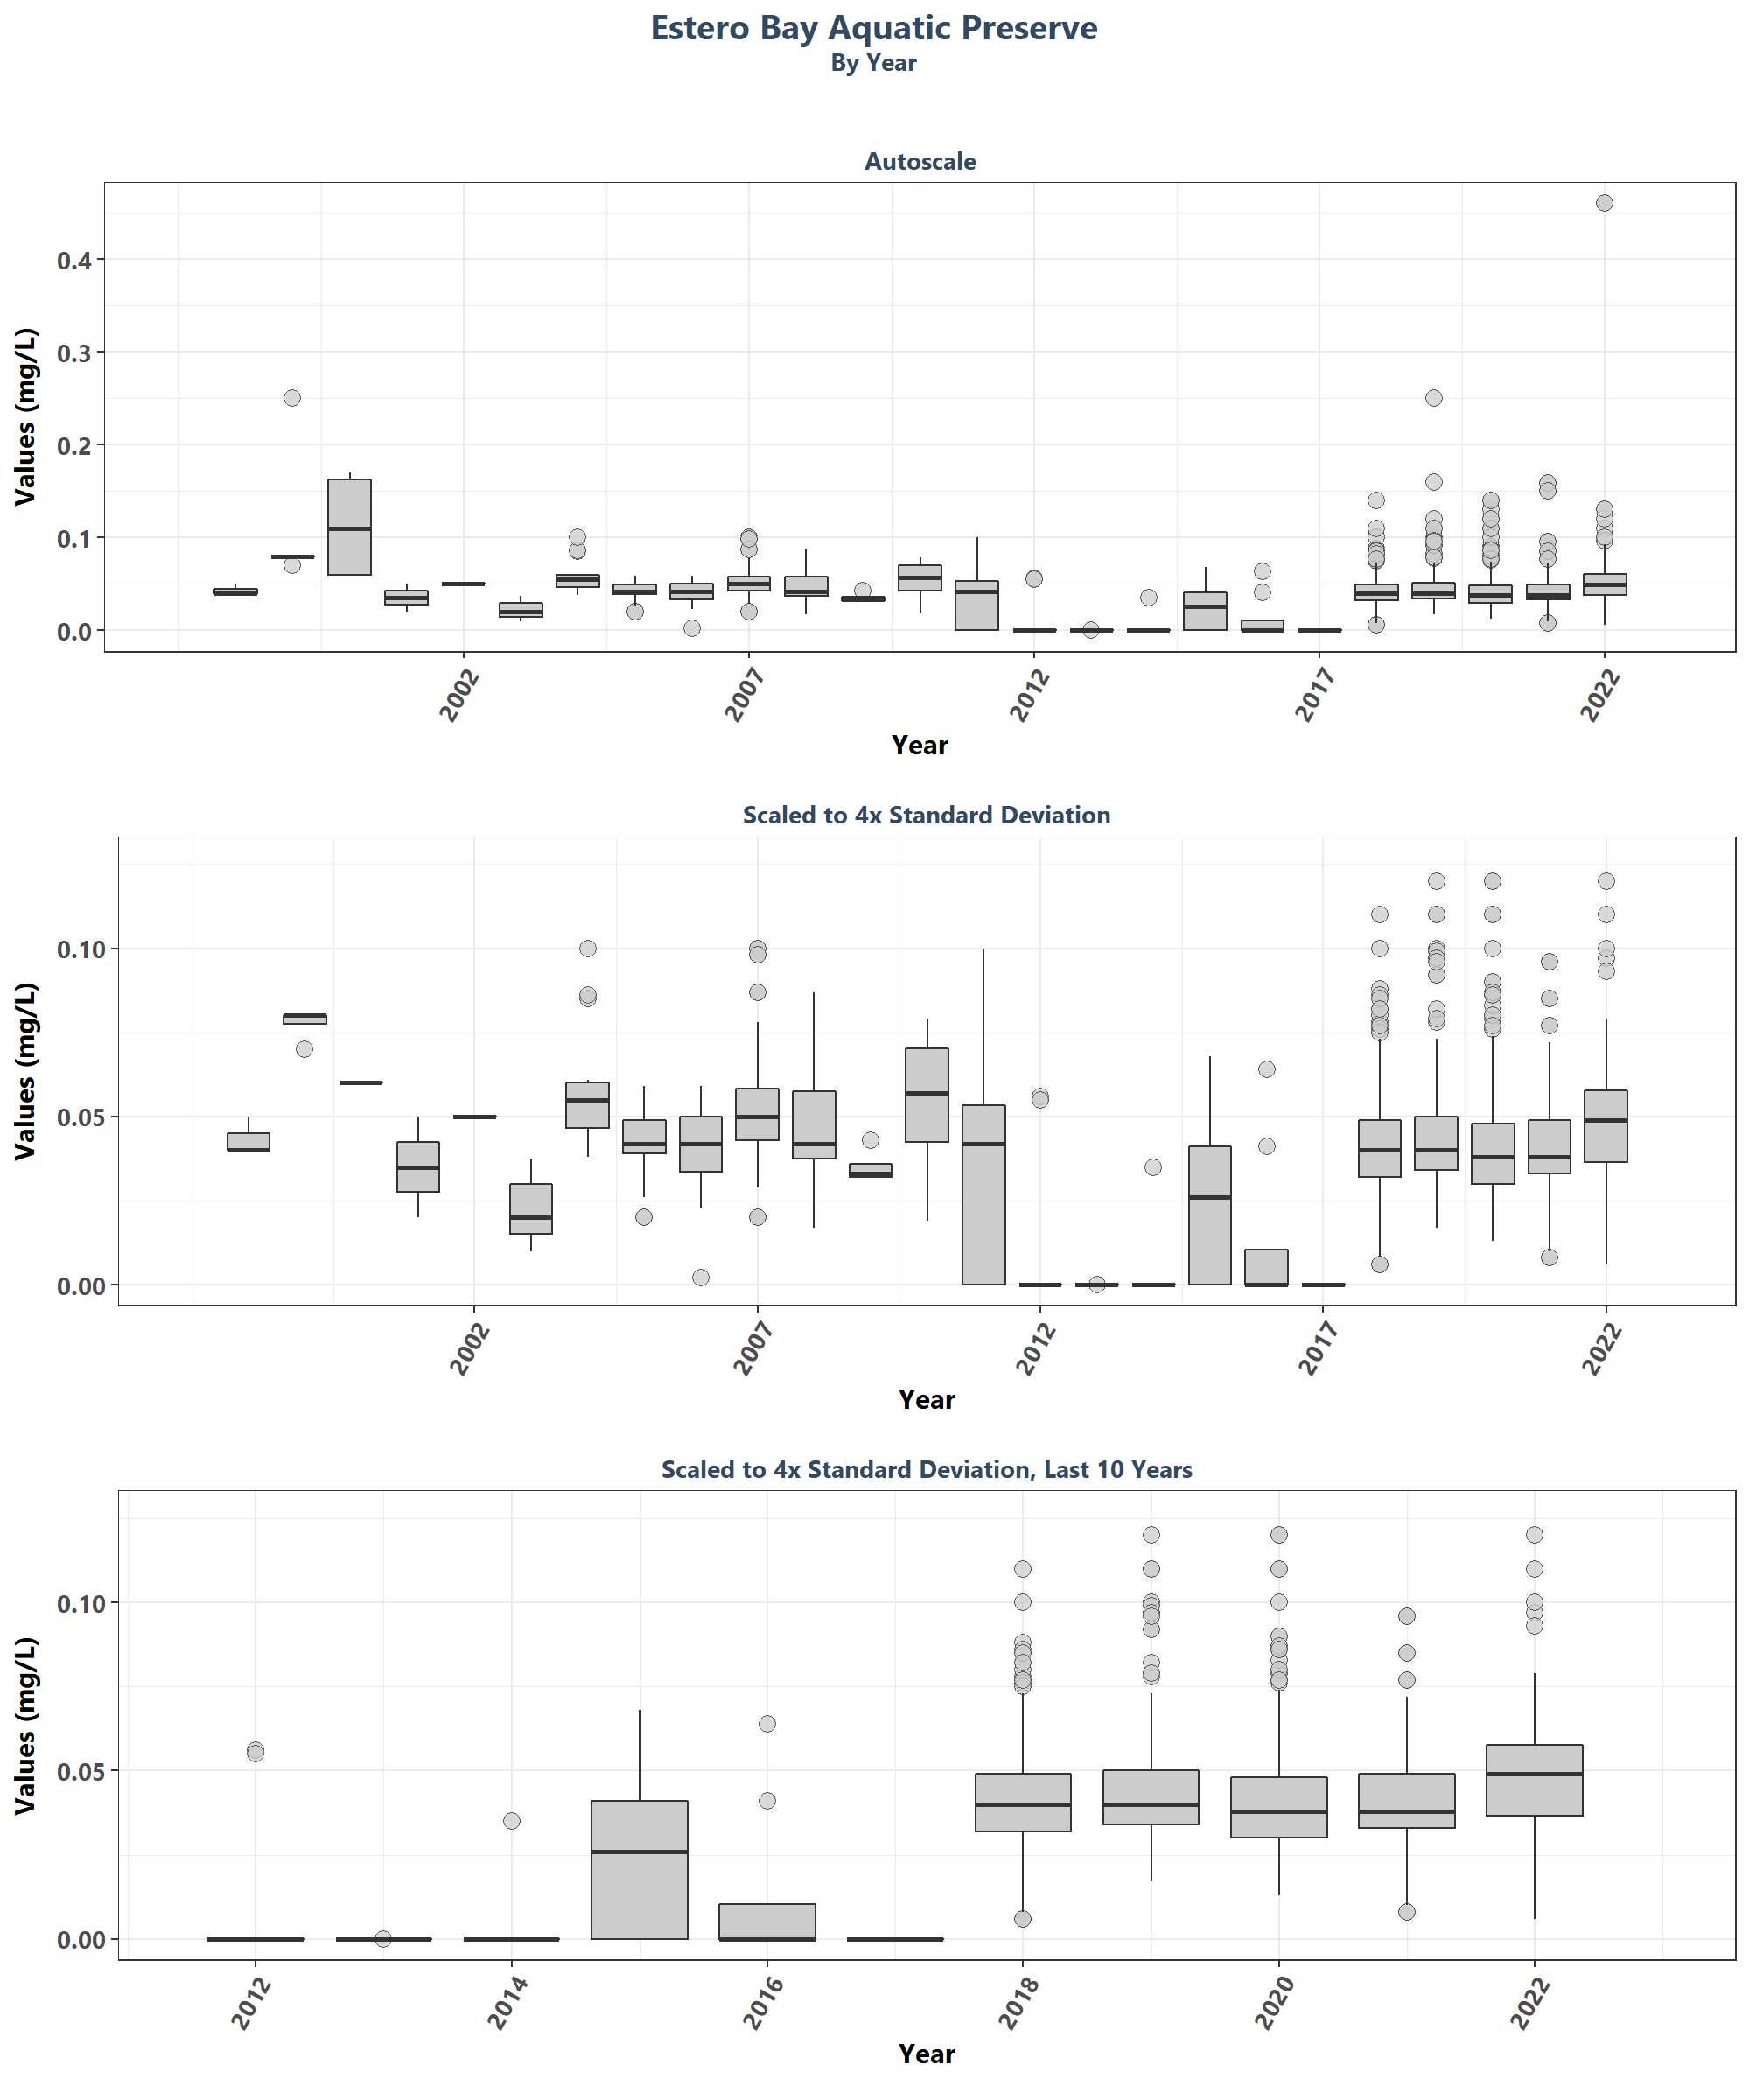 Estero Bay Aquatic Preserve
By Year
Autoscale
Values (mg/L)
0.4
0.3
0.2
0.1
0.0
2002
2007
2012
2017
2022
Year
Scaled to 4x Standard Deviation
Values (mg/L)
0.10
0.05
0.00
2002
2007
2012
2017
2022
Year
Scaled to 4x Standard Deviation, Last 10 Years
Values (mg/L)
0.10
0.05
0.00
2012
2014
2016
2018
2020
2022
Year